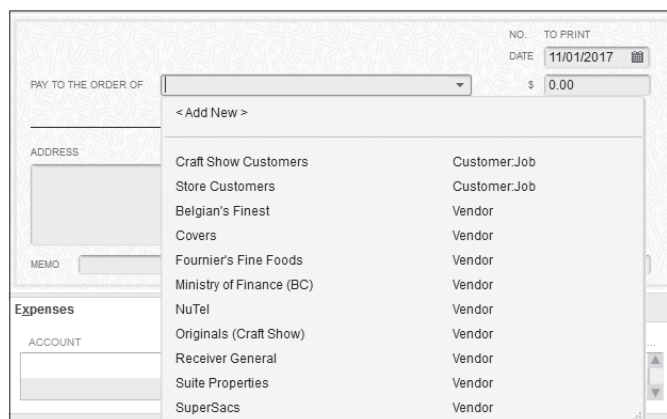 NO. TO PRINT
DATE 11/01/2017
PAY TO THE ORDER OF $ 0.00
< Add New >
ADDRESS
Craft Show Customers Customer:Job
Store Customers Customer:Job
Belgian's Finest Vendor
Covers Vendor
MEMO Fournier's Fine Foods Vendor
Ministry of Finance (BC) Vendor
Expenses NuTel Vendor
ACCOUNT Originals (Craft Show) Vendor ...
Receiver General Vendor
Suite Properties Vendor
SuperSacs Vendor